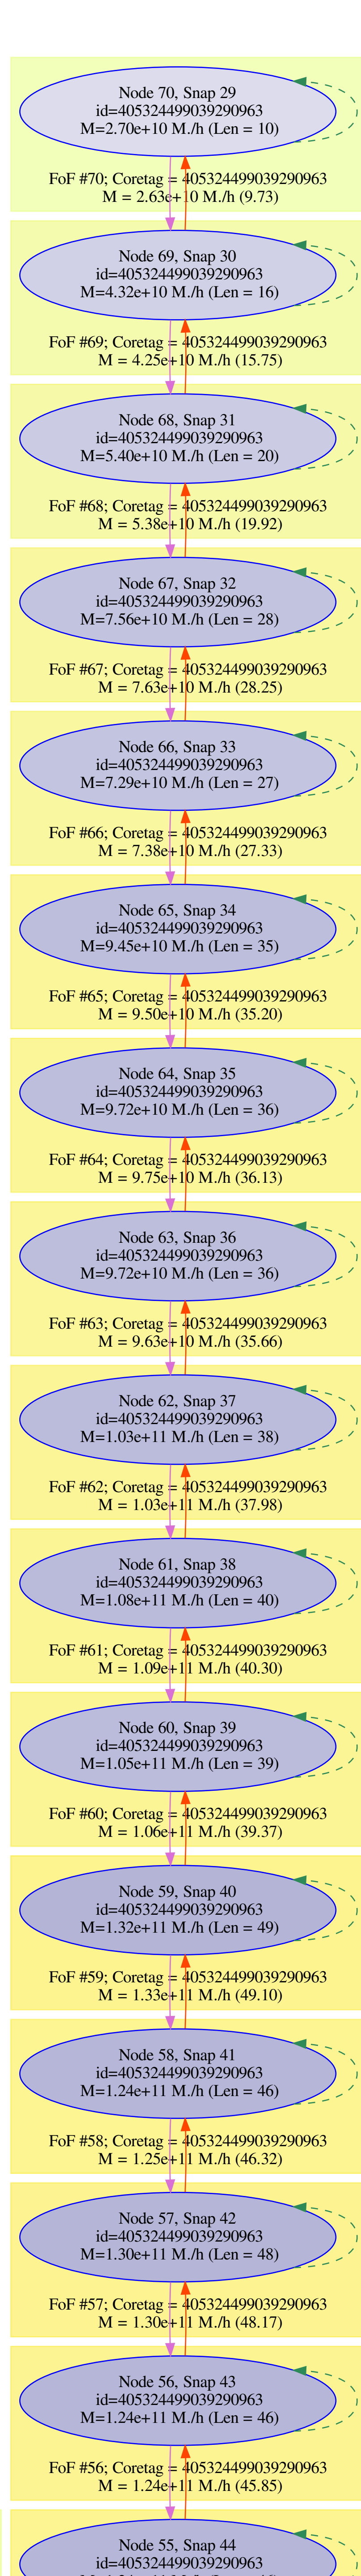 Node 70, Snap 29
id=405324499039290963
M=2.70e+10 M./h (Len = 10)
FoF #70; Coretag = 405324499039290963
M = 2.63e+10 M./h (9.73)
Node 69, Snap 30
id=405324499039290963
M=4.32e+10 M./h (Len = 16)
FoF #69; Coretag = 405324499039290963
M = 4.25e+10 M./h (15.75)
Node 68, Snap 31
id=405324499039290963
M=5.40e+10 M./h (Len = 20)
FoF #68; Coretag = 405324499039290963
M = 5.38e+10 M./h (19.92)
Node 67, Snap 32
id=405324499039290963
M=7.56e+10 M./h (Len = 28)
FoF #67; Coretag = 405324499039290963
M = 7.63e+10 M./h (28.25)
Node 66, Snap 33
id=405324499039290963
M=7.29e+10 M./h (Len = 27)
FoF #66; Coretag = 405324499039290963
M = 7.38e+10 M./h (27.33)
Node 65, Snap 34
id=405324499039290963
M=9.45e+10 M./h (Len = 35)
FoF #65; Coretag = 405324499039290963
M = 9.50e+10 M./h (35.20)
Node 64, Snap 35
id=405324499039290963
M=9.72e+10 M./h (Len = 36)
FoF #64; Coretag = 405324499039290963
M = 9.75e+10 M./h (36.13)
Node 63, Snap 36
id=405324499039290963
M=9.72e+10 M./h (Len = 36)
FoF #63; Coretag = 405324499039290963
M = 9.63e+10 M./h (35.66)
Node 62, Snap 37
id=405324499039290963
M=1.03e+11 M./h (Len = 38)
FoF #62; Coretag = 405324499039290963
M = 1.03e+11 M./h (37.98)
Node 61, Snap 38
id=405324499039290963
M=1.08e+11 M./h (Len = 40)
FoF #61; Coretag = 405324499039290963
M = 1.09e+11 M./h (40.30)
Node 60, Snap 39
id=405324499039290963
M=1.05e+11 M./h (Len = 39)
FoF #60; Coretag = 405324499039290963
M = 1.06e+11 M./h (39.37)
Node 59, Snap 40
id=405324499039290963
M=1.32e+11 M./h (Len = 49)
FoF #59; Coretag = 405324499039290963
M = 1.33e+11 M./h (49.10)
Node 58, Snap 41
id=405324499039290963
M=1.24e+11 M./h (Len = 46)
FoF #58; Coretag = 405324499039290963
M = 1.25e+11 M./h (46.32)
Node 57, Snap 42
id=405324499039290963
M=1.30e+11 M./h (Len = 48)
FoF #57; Coretag = 405324499039290963
M = 1.30e+11 M./h (48.17)
Node 56, Snap 43
id=405324499039290963
M=1.24e+11 M./h (Len = 46)
FoF #56; Coretag = 405324499039290963
M = 1.24e+11 M./h (45.85)
Node 55, Snap 44
id=405324499039290963